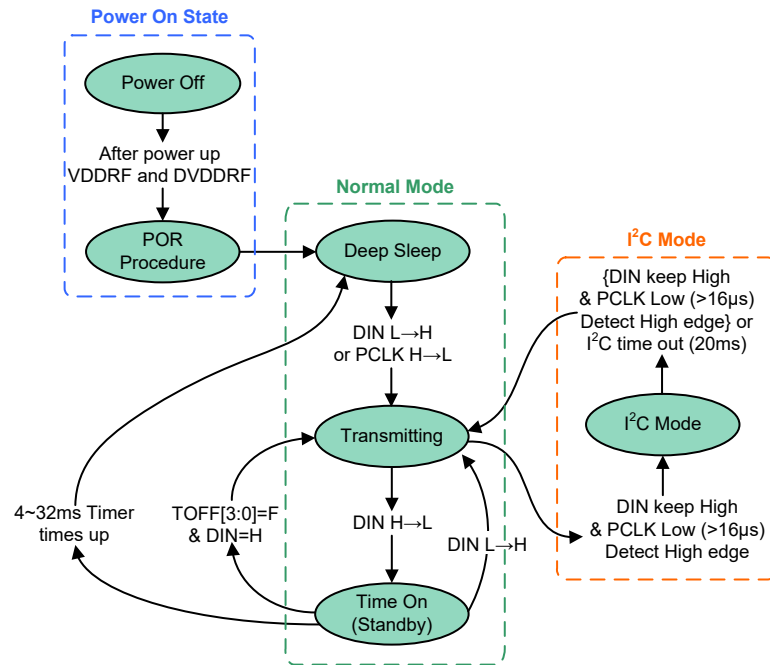 Power On State
Power Off
After power up
VDDRF and DVDDRF
POR
Procedure
Normal Mode
Deep Sleep
DIN L→H
or PCLK H→L
Transmitting
DIN H→L
Time On
(Standby)
TOFF[3:0]=F
& DIN=H
DIN L→H
4~32ms Timer
times up
I²C Mode
{DIN keep High
& PCLK Low (>16µs)
Detect High edge} or
I²C time out (20ms)
I²C Mode
DIN keep High
& PCLK Low (>16µs)
Detect High edge